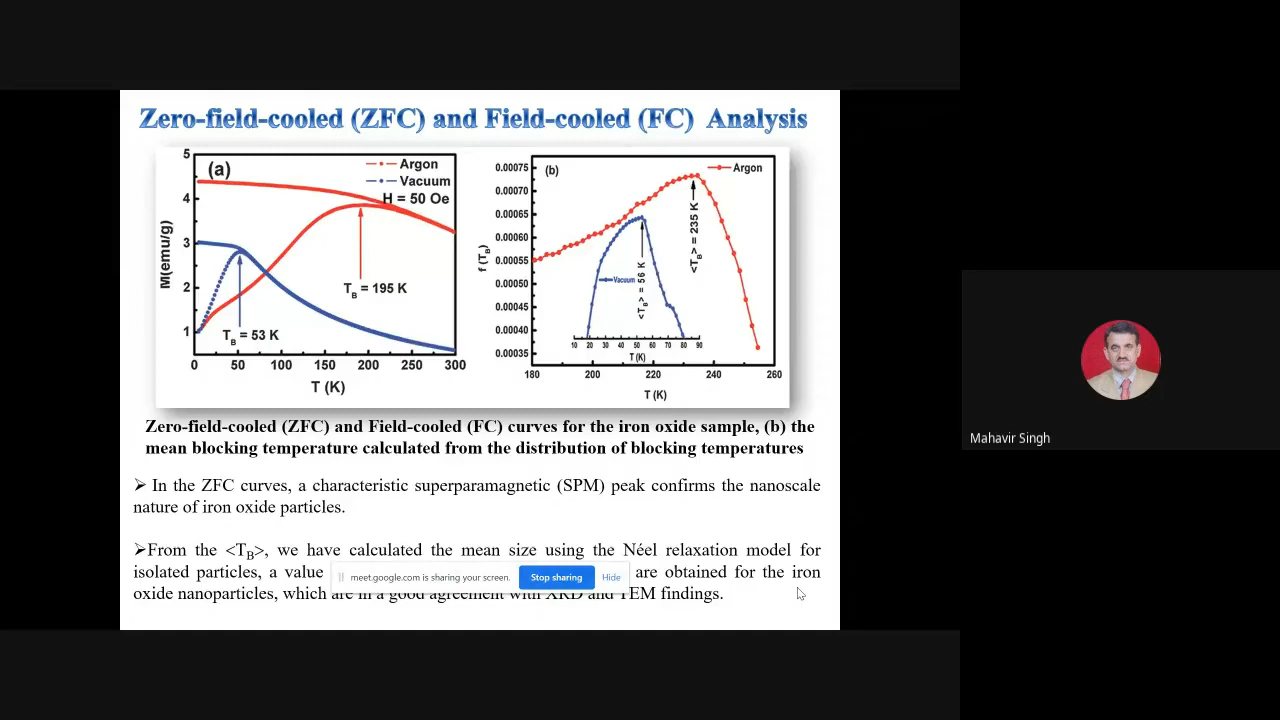 Zero-field-cooled (ZFC) and Field-cooled (FC) Analysis
(a)
Argon
Vacuum
H = 50 Oe
M(emu/g)
5
4
3
2
1
T_B = 195 K
T_B = 53 K
0 50 100 150 200 250 300
T (K)
(b)
Argon
f (T_B)
0.00075
0.00070
0.00065
0.00060
0.00055
0.00050
0.00045
0.00040
0.00035
<T_B> = 235 K
Vacuum
<T_B> = 56 K
10 20 30 40 50 60 70 80 90
T (K)
180 200 220 240 260
T (K)
Zero-field-cooled (ZFC) and Field-cooled (FC) curves for the iron oxide sample, (b) the
mean blocking temperature calculated from the distribution of blocking temperatures
➢ In the ZFC curves, a characteristic superparamagnetic (SPM) peak confirms the nanoscale
nature of iron oxide particles.
➢From the <T_B>, we have calculated the mean size using the Néel relaxation model for
isolated particles, a value are obtained for the iron
meet.google.com is sharing your screen. Stop sharing Hide
oxide nanoparticles, which are in a good agreement with XRD and TEM findings.
Mahavir Singh